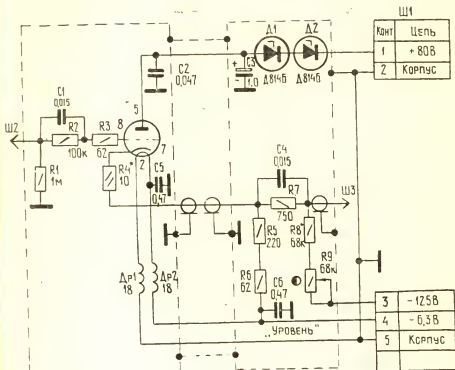 Ш1
Конт Цепь
1 +80В
2 Корпус
Д1 Д2
Д814Б Д814Б
C3
1,0
C2
0,047
C1
0,015
R2
100к
R3
62
Ш2
R1
1м
5
8
7
2
R4*
10
C5
0,47
C4
0,015
R7
750
Ш3
R5
220
R8*
68к
R6
62
R9
68к
C6
0,47
Др1
18
Др2
18
„УРОВЕНЬ"
3 -125В
4 -6,3В
5 Корпус